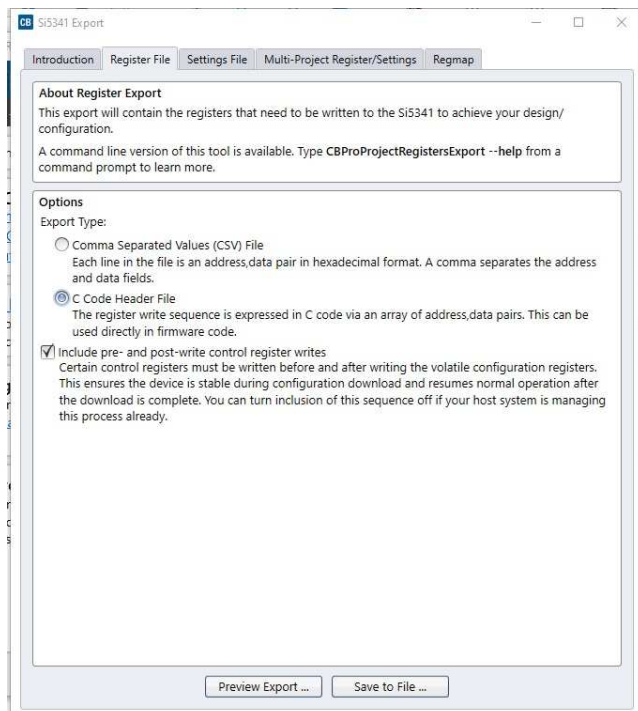 CB Si5341 Export
Introduction Register File Settings File Multi-Project Register/Settings Regmap
About Register Export
This export will contain the registers that need to be written to the Si5341 to achieve your design/
configuration.
A command line version of this tool is available. Type CBProProjectRegistersExport --help from a
command prompt to learn more.
Options
Export Type:
Comma Separated Values (CSV) File
Each line in the file is an address,data pair in hexadecimal format. A comma separates the address
and data fields.
C Code Header File
The register write sequence is expressed in C code via an array of address,data pairs. This can be
used directly in firmware code.
Include pre- and post-write control register writes
Certain control registers must be written before and after writing the volatile configuration registers.
This ensures the device is stable during configuration download and resumes normal operation after
the download is complete. You can turn inclusion of this sequence off if your host system is managing
this process already.
Preview Export ... Save to File ...